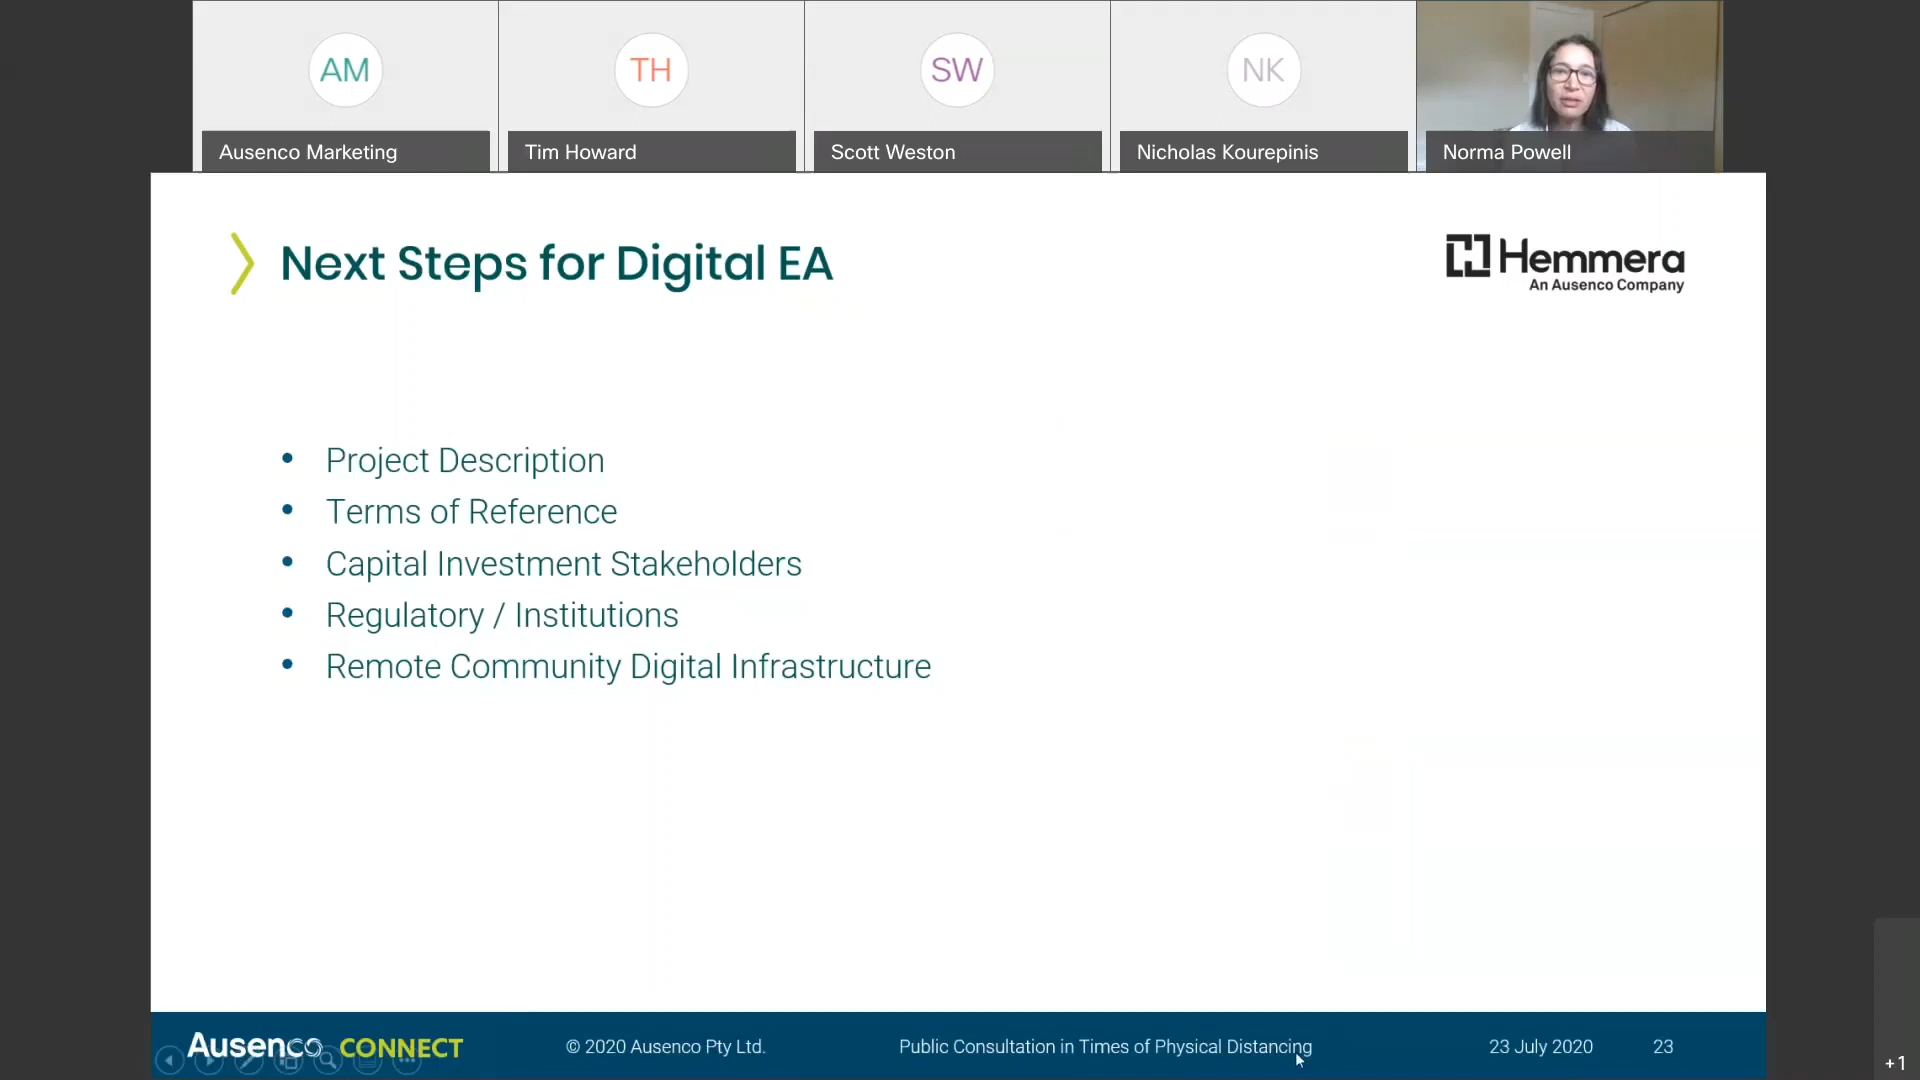 AM
TH
SW
NK
Ausenco Marketing
Tim Howard
Scott Weston
Nicholas Kourepinis
Norma Powell
Next Steps for Digital EA
Hemmera
An Ausenco Company
• Project Description
• Terms of Reference
• Capital Investment Stakeholders
• Regulatory / Institutions
• Remote Community Digital Infrastructure
Ausenco CONNECT
© 2020 Ausenco Pty Ltd.
Public Consultation in Times of Physical Distancing
23 July 2020
23
+1